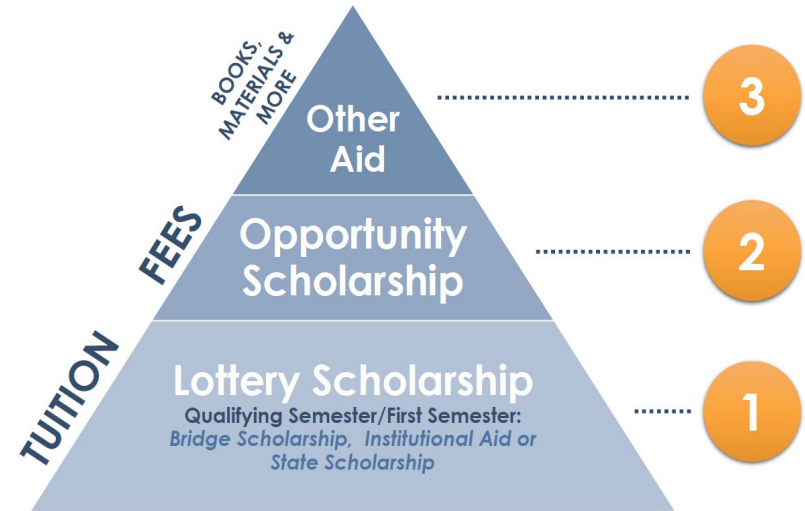 BOOKS,
MATERIALS &
MORE
Other
Aid
3
FEES
Opportunity
Scholarship
2
TUITION
Lottery Scholarship
Qualifying Semester/First Semester:
Bridge Scholarship, Institutional Aid or
State Scholarship
1